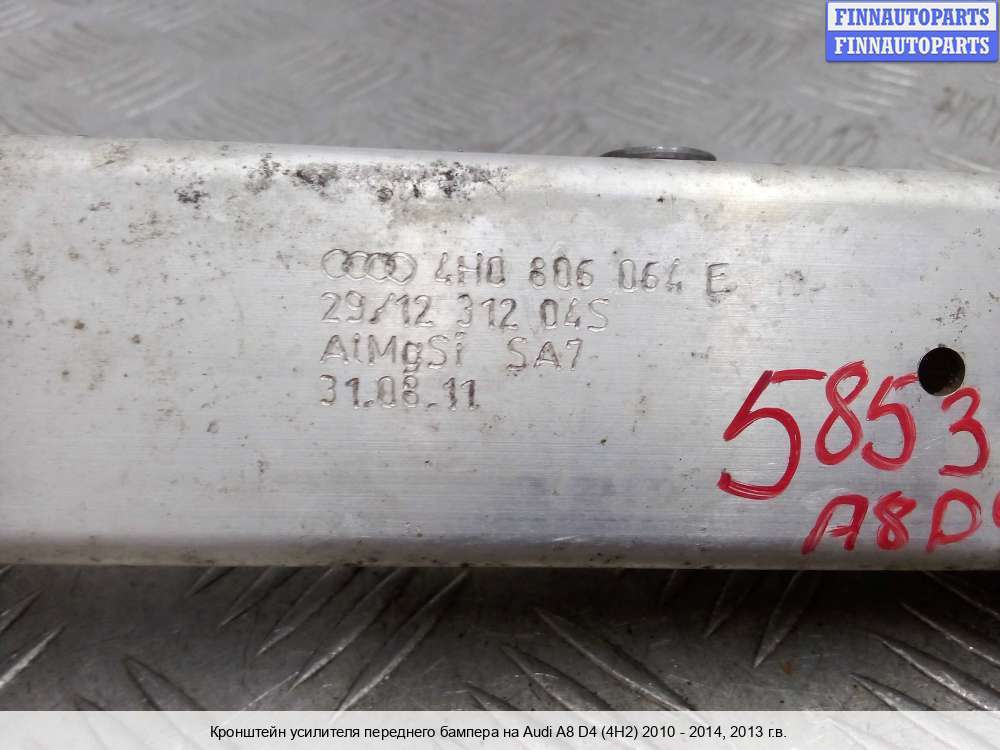 FINNAUTOPARTS
FINNAUTOPARTS
4H0 806 064 E
29/12 312 04S
AlMgSi SA7
31.08.11
5853
A8D
Кронштейн усилителя переднего бампера на Audi A8 D4 (4H2) 2010 - 2014, 2013 г.в.